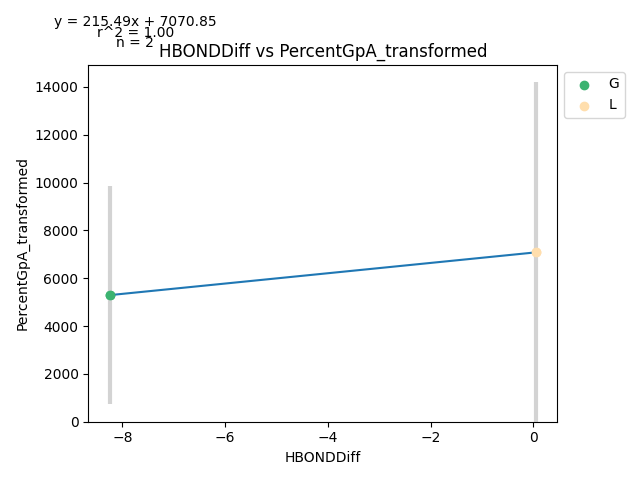 y = 215.49x + 7070.85
r^2 = 1.00
n = 2
HBONDDiff vs PercentGpA_transformed
G
L
14000
12000
10000
8000
6000
4000
2000
0
PercentGpA_transformed
−8
−6
−4
−2
0
HBONDDiff